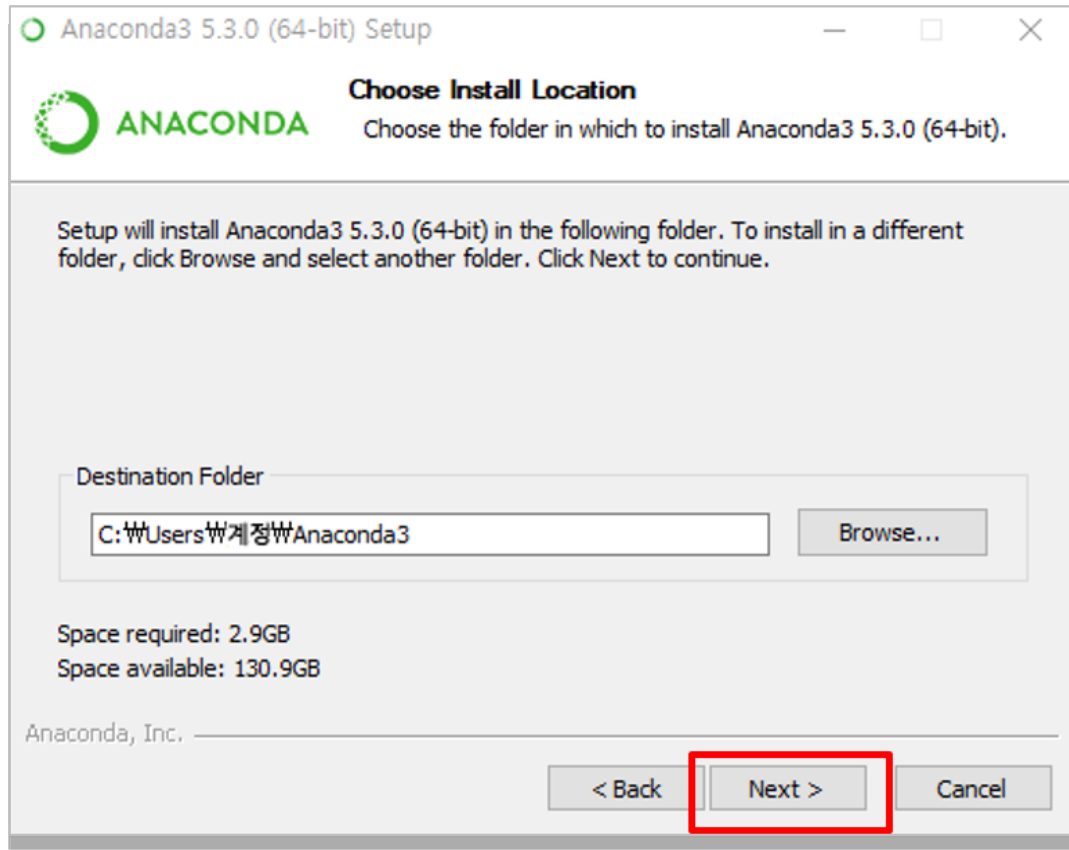 Anaconda3 5.3.0 (64-bit) Setup
ANACONDA
Choose Install Location
Choose the folder in which to install Anaconda3 5.3.0 (64-bit).
Setup will install Anaconda3 5.3.0 (64-bit) in the following folder. To install in a different
folder, click Browse and select another folder. Click Next to continue.
Destination Folder
C:₩Users₩계정₩Anaconda3
Browse...
Space required: 2.9GB
Space available: 130.9GB
Anaconda, Inc.
< Back
Next >
Cancel